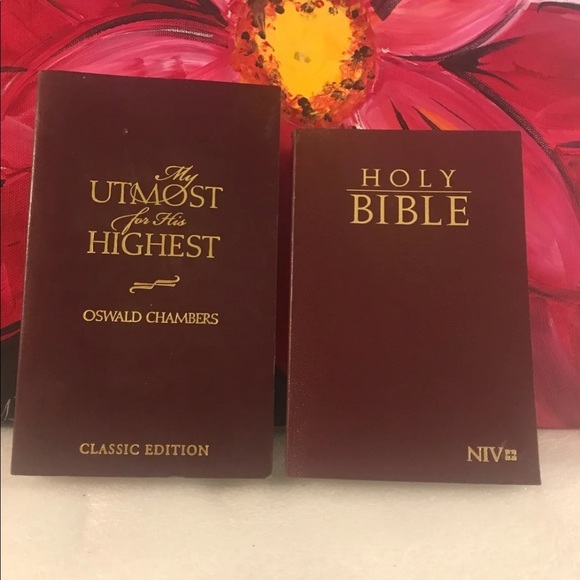 My
UTMOST
for His
HIGHEST
OSWALD CHAMBERS
CLASSIC EDITION
HOLY
BIBLE
NIV